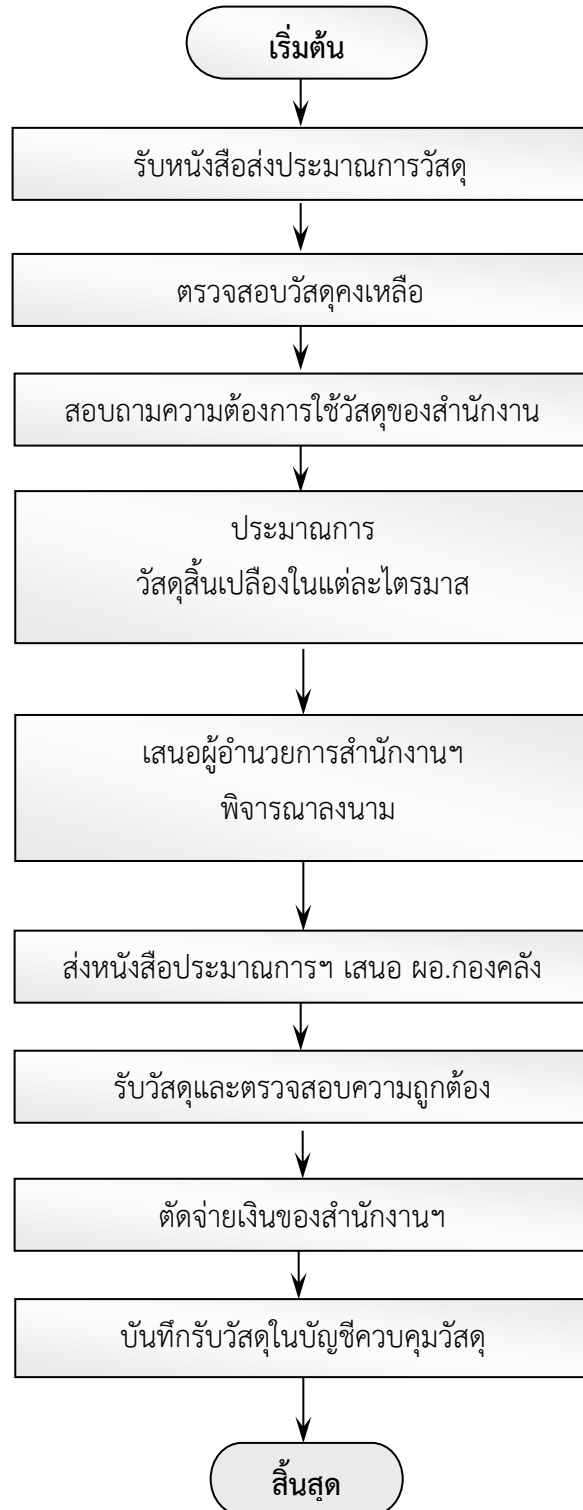 เริ่มต้น
รับหนังสือส่งประมาณการวัสดุ
ตรวจสอบวัสดุคงเหลือ
สอบถามความต้องการใช้วัสดุของสำนักงาน
ประมาณการ
วัสดุสิ้นเปลืองในแต่ละไตรมาส
เสนอผู้อำนวยการสำนักงานฯ
พิจารณาลงนาม
ส่งหนังสือประมาณการฯ เสนอ ผอ.กองคลัง
รับวัสดุและตรวจสอบความถูกต้อง
ตัดจ่ายเงินของสำนักงานฯ
บันทึกรับวัสดุในบัญชีควบคุมวัสดุ
สิ้นสุด